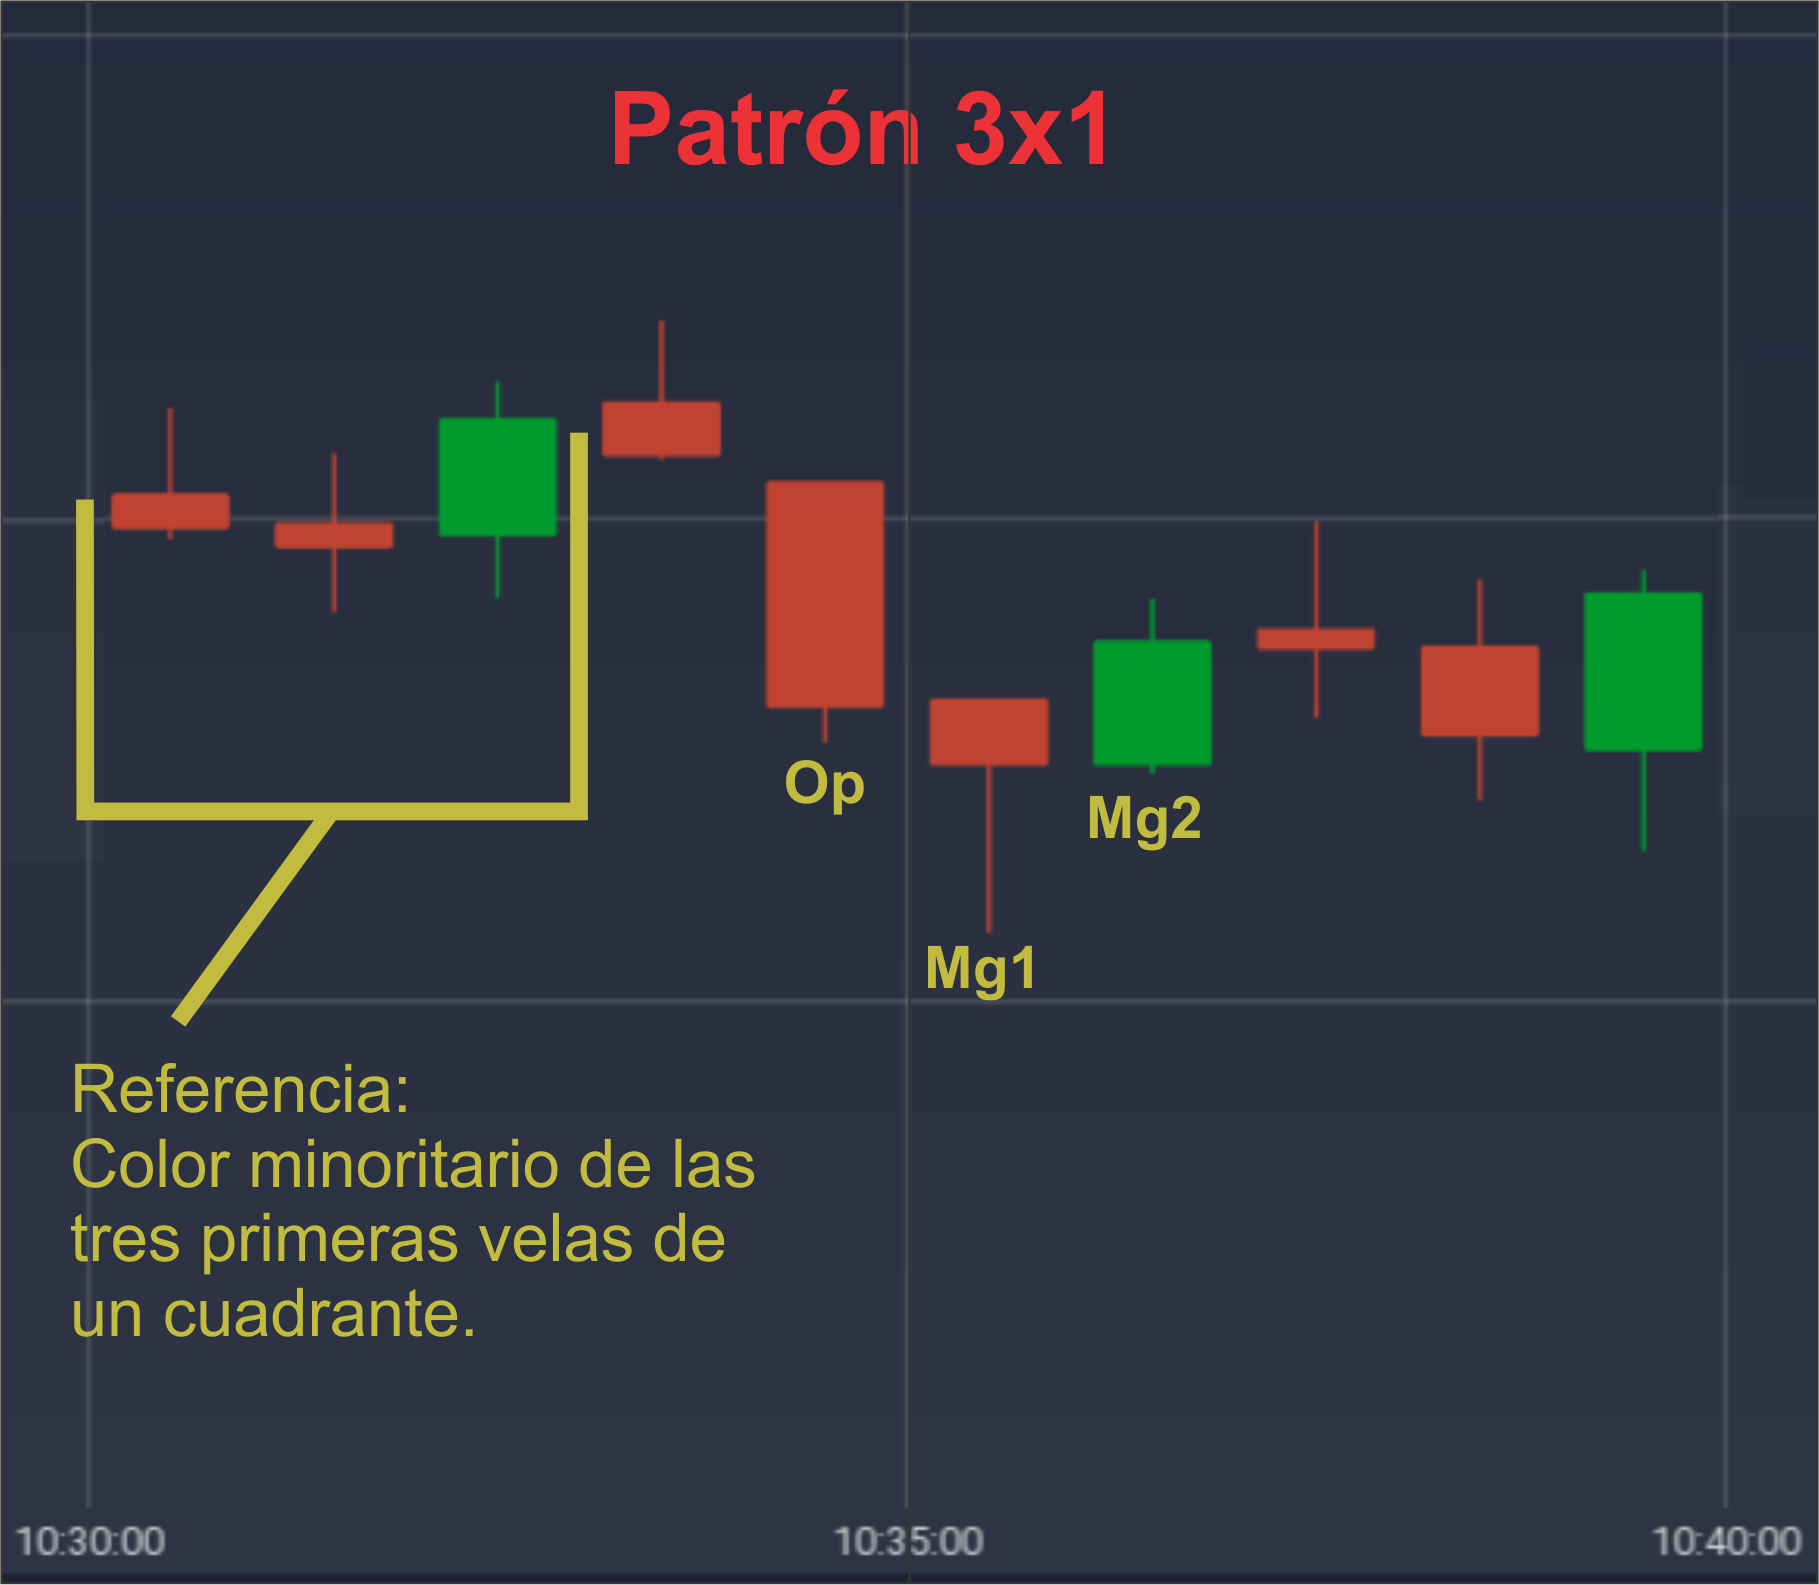 Patrón 3x1
Op
Mg2
Mg1
Referencia:
Color minoritario de las
tres primeras velas de
un cuadrante.
10:30:00
10:35:00
10:40:00